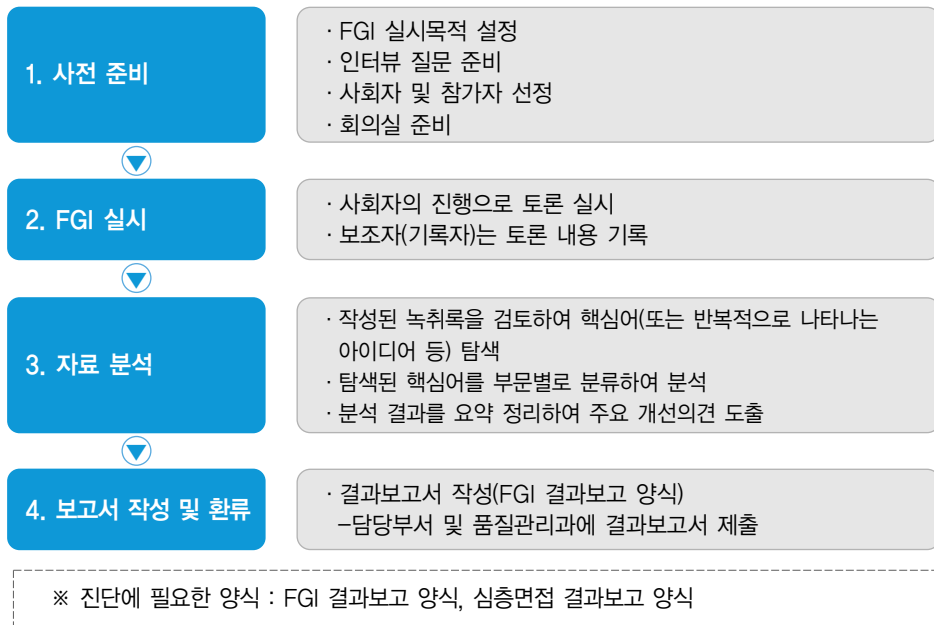 1. 사전 준비
· FGI 실시목적 설정
· 인터뷰 질문 준비
· 사회자 및 참가자 선정
· 회의실 준비
2. FGI 실시
· 사회자의 진행으로 토론 실시
· 보조자(기록자)는 토론 내용 기록
3. 자료 분석
· 작성된 녹취록을 검토하여 핵심어(또는 반복적으로 나타나는
아이디어 등) 탐색
· 탐색된 핵심어를 부문별로 분류하여 분석
· 분석 결과를 요약 정리하여 주요 개선의견 도출
4. 보고서 작성 및 환류
· 결과보고서 작성(FGI 결과보고 양식)
-담당부서 및 품질관리과에 결과보고서 제출
※ 진단에 필요한 양식 : FGI 결과보고 양식, 심층면접 결과보고 양식